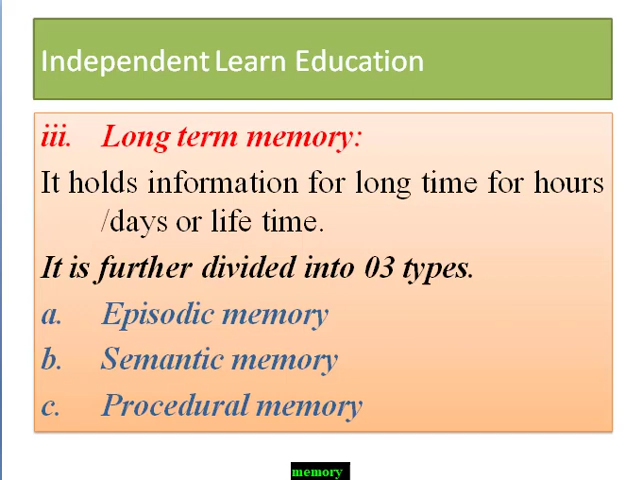 Independent Learn Education
iii. Long term memory:
It holds information for long time for hours
/days or life time.
It is further divided into 03 types.
a. Episodic memory
b. Semantic memory
c. Procedural memory
memory